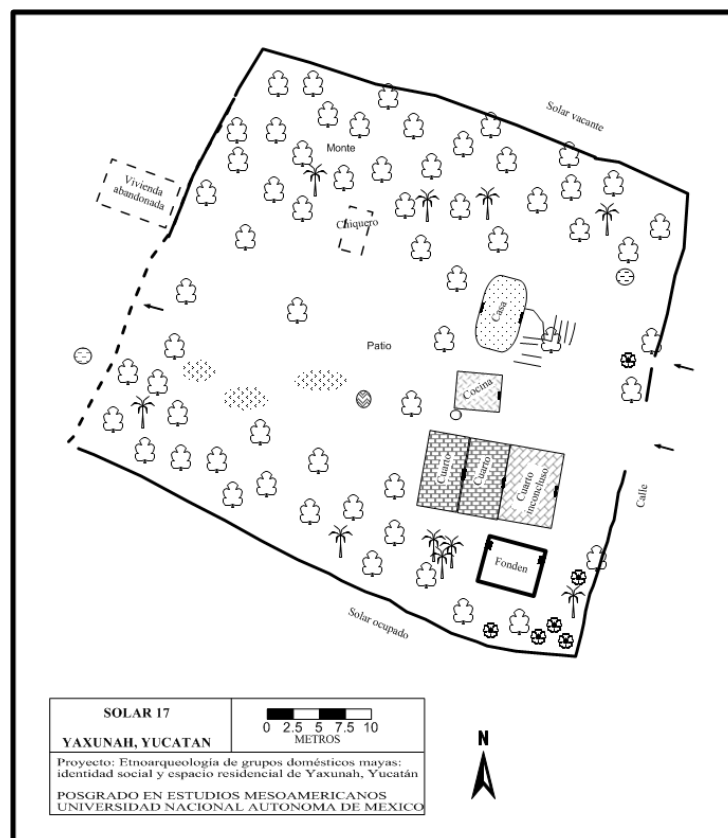 Solar vacante
Monte
Vivienda
abandonada
Chiquero
Casa
Patio
Cocina
Cuarto
Cuarto
Cuarto
inconcluso
Calle
Fonden
Solar ocupado
SOLAR 17
YAXUNAH, YUCATAN
0 2.5 5 7.5 10
METROS
Proyecto: Etnoarqueología de grupos domésticos mayas:
identidad social y espacio residencial de Yaxunah, Yucatán
POSGRADO EN ESTUDIOS MESOAMERICANOS
UNIVERSIDAD NACIONAL AUTONOMA DE MEXICO
N